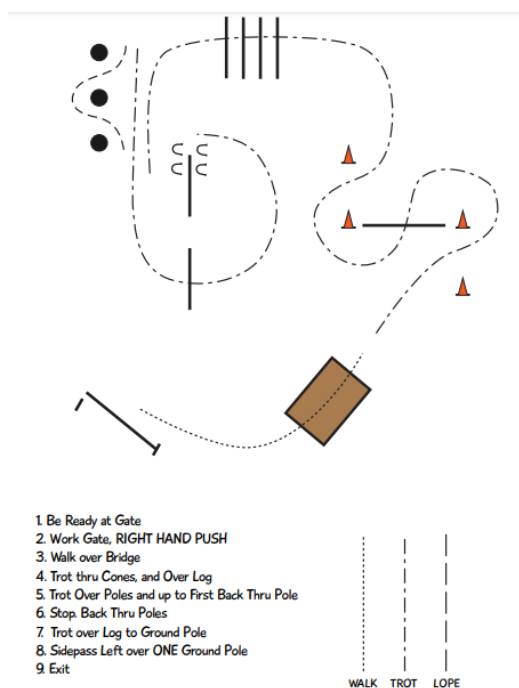 1. Be Ready at Gate
2. Work Gate, RIGHT HAND PUSH
3. Walk over Bridge
4. Trot thru Cones, and Over Log
5. Trot Over Poles and up to First Back Thru Pole
6. Stop. Back Thru Poles
7. Trot over Log to Ground Pole
8. Sidepass Left over ONE Ground Pole
9. Exit
WALK TROT LOPE